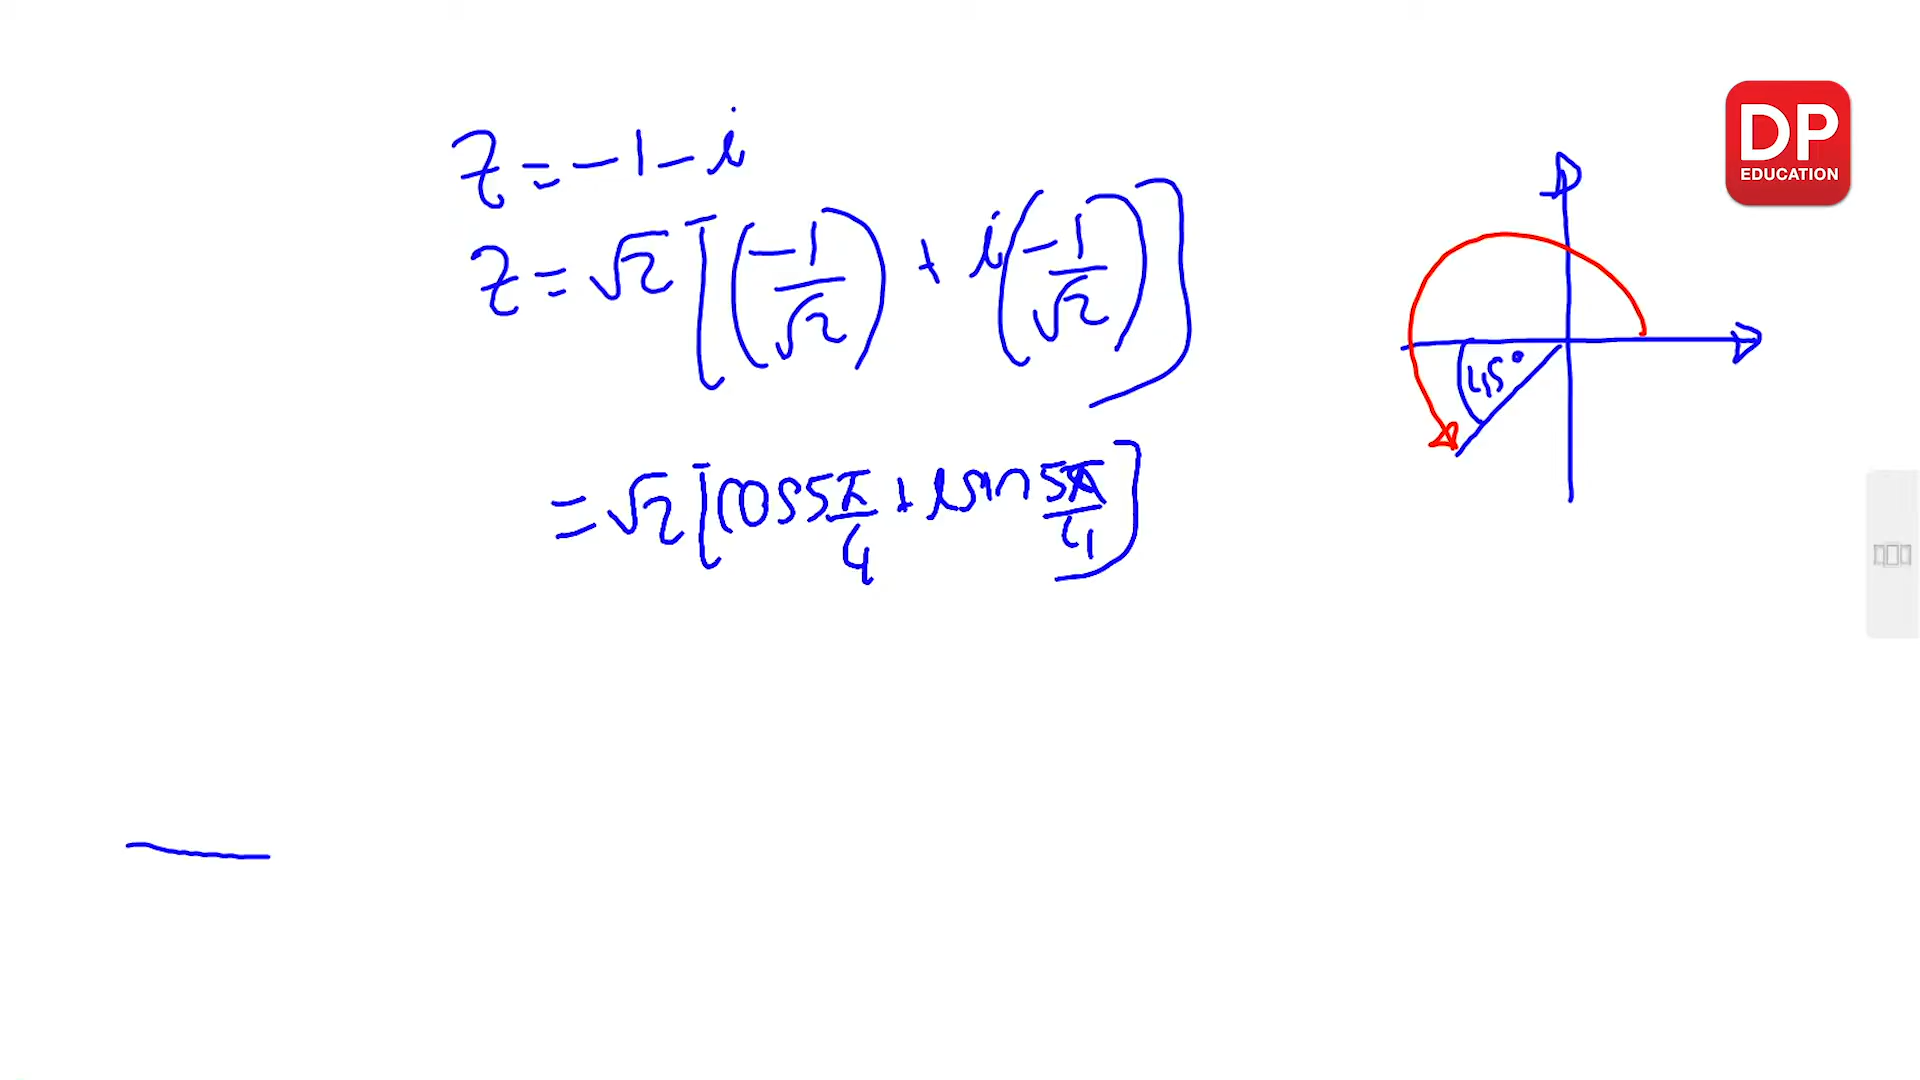 z = -1 - i
z = √2 [(-1/√2) + i(-1/√2)]
= √2 [cos 5π/4 + i sin 5π/4]
45°
DP
EDUCATION